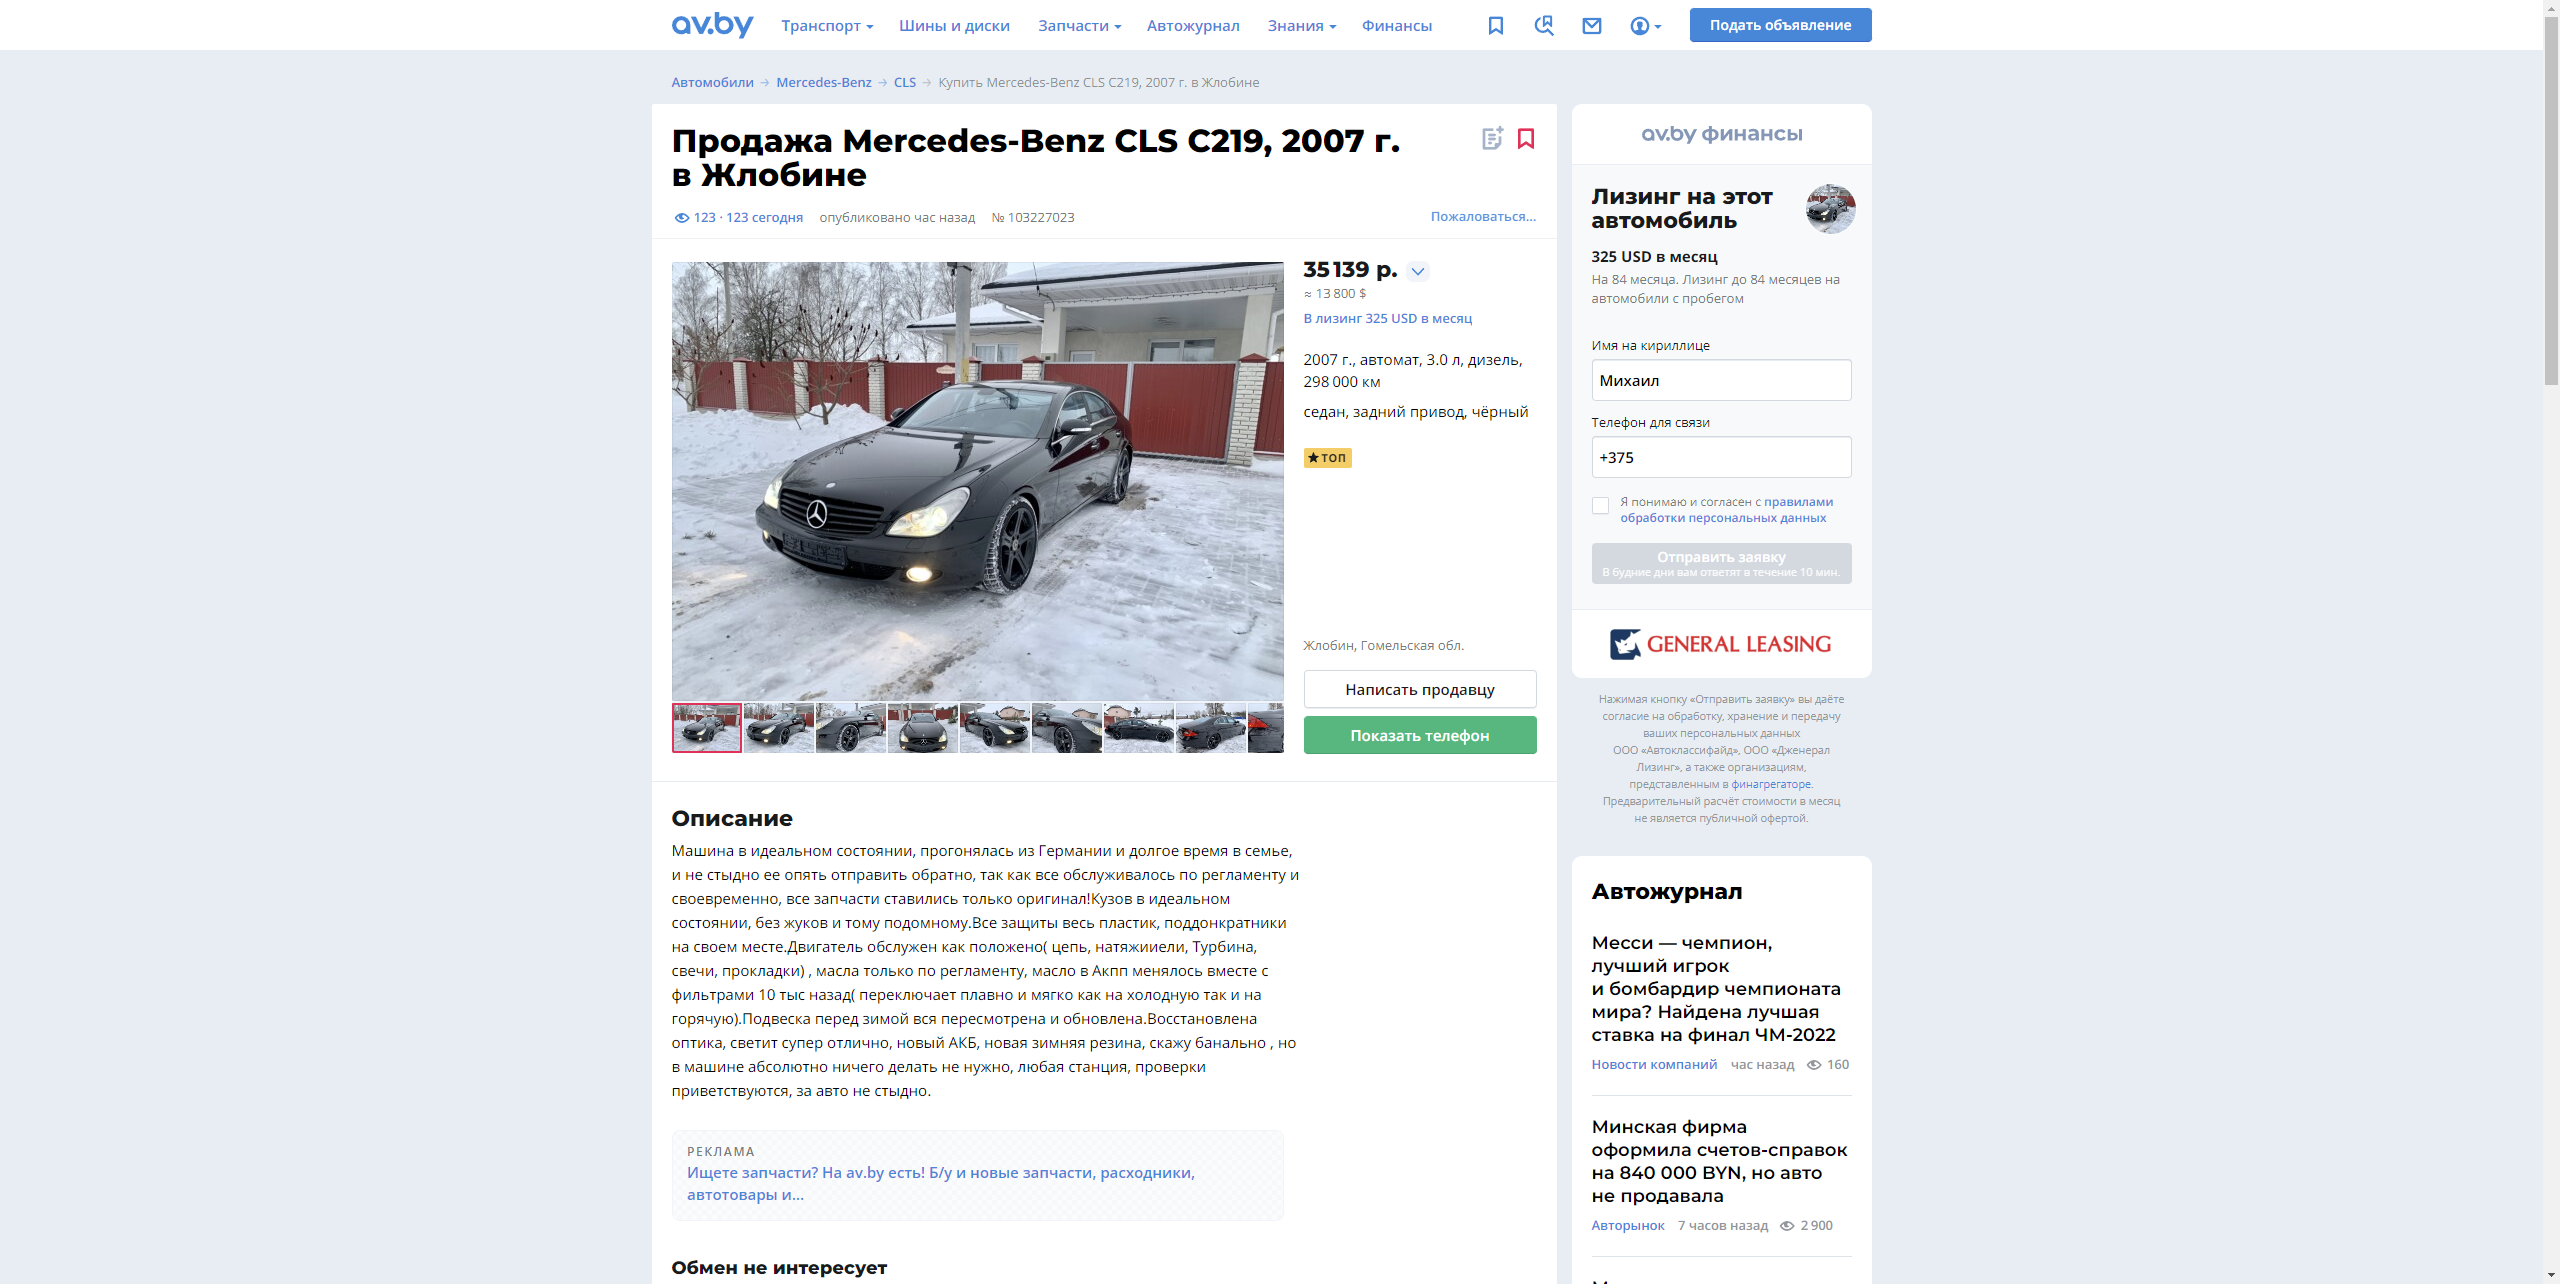 av.by
Транспорт
Шины и диски
Запчасти
Автожурнал
Знания
Финансы
Подать объявление
Автомобили → Mercedes-Benz → CLS → Купить Mercedes-Benz CLS C219, 2007 г. в Жлобине
Продажа Mercedes-Benz CLS C219, 2007 г.
в Жлобине
123 · 123 сегодня
опубликовано час назад
№ 103227023
Пожаловаться...
35 139 р.
≈ 13 800 $
В лизинг 325 USD в месяц
2007 г., автомат, 3.0 л, дизель,
298 000 км
седан, задний привод, чёрный
ТОП
Жлобин, Гомельская обл.
Написать продавцу
Показать телефон
Описание
Машина в идеальном состоянии, прогонялась из Германии и долгое время в семье,
и не стыдно ее опять отправить обратно, так как все обслуживалось по регламенту и
своевременно, все запчасти ставились только оригинал!Кузов в идеальном
состоянии, без жуков и тому подомному.Все защиты весь пластик, поддонкратники
на своем месте.Двигатель обслужен как положено( цепь, натяжииели, Турбина,
свечи, прокладки) , масла только по регламенту, масло в Акпп менялось вместе с
фильтрами 10 тыс назад( переключает плавно и мягко как на холодную так и на
горячую).Подвеска перед зимой вся пересмотрена и обновлена.Восстановлена
оптика, светит супер отлично, новый АКБ, новая зимняя резина, скажу банально , но
в машине абсолютно ничего делать не нужно, любая станция, проверки
приветствуются, за авто не стыдно.
РЕКЛАМА
Ищете запчасти? На av.by есть! Б/у и новые запчасти, расходники,
автотовары и...
Обмен не интересует
av.by финансы
Лизинг на этот
автомобиль
325 USD в месяц
На 84 месяца. Лизинг до 84 месяцев на
автомобили с пробегом
Имя на кириллице
Михаил
Телефон для связи
+375
Я понимаю и согласен с правилами
обработки персональных данных
Отправить заявку
В будние дни вам ответят в течение 10 мин.
GENERAL LEASING
Нажимая кнопку «Отправить заявку» вы даёте
согласие на обработку, хранение и передачу
ваших персональных данных
ООО «Автоклассифайд», ООО «Дженерал
Лизинг», а также организациям,
представленным в финагрегаторе.
Предварительный расчёт стоимости в месяц
не является публичной офертой.
Автожурнал
Месси — чемпион,
лучший игрок
и бомбардир чемпионата
мира? Найдена лучшая
ставка на финал ЧМ-2022
Новости компаний
час назад
160
Минская фирма
оформила счетов-справок
на 840 000 BYN, но авто
не продавала
Авторынок
7 часов назад
2 900